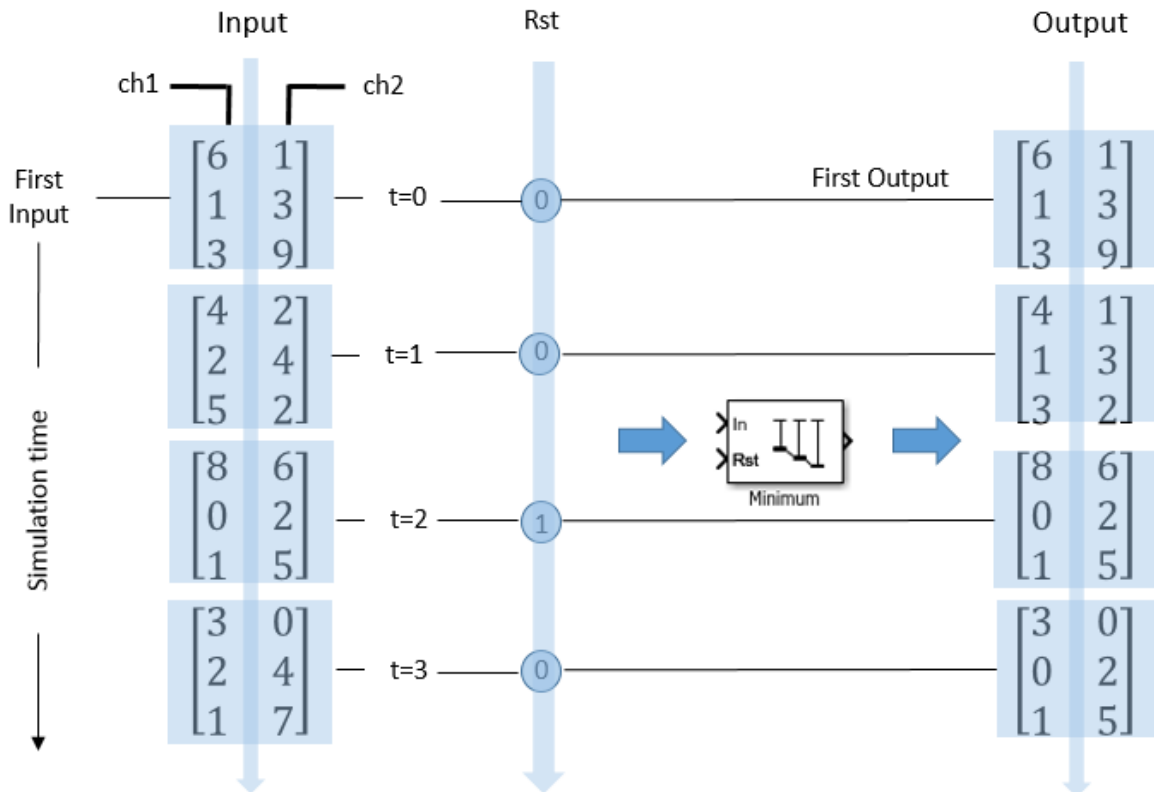 Input
Rst
Output
ch1
ch2
First
Input
t=0
0
First Output
6 1
1 3
3 9
6 1
1 3
3 9
4 2
2 4
5 2
t=1
0
4 1
1 3
3 2
In
Rst
Minimum
Simulation time
8 6
0 2
1 5
t=2
1
8 6
0 2
1 5
3 0
2 4
1 7
t=3
0
3 0
0 2
1 5